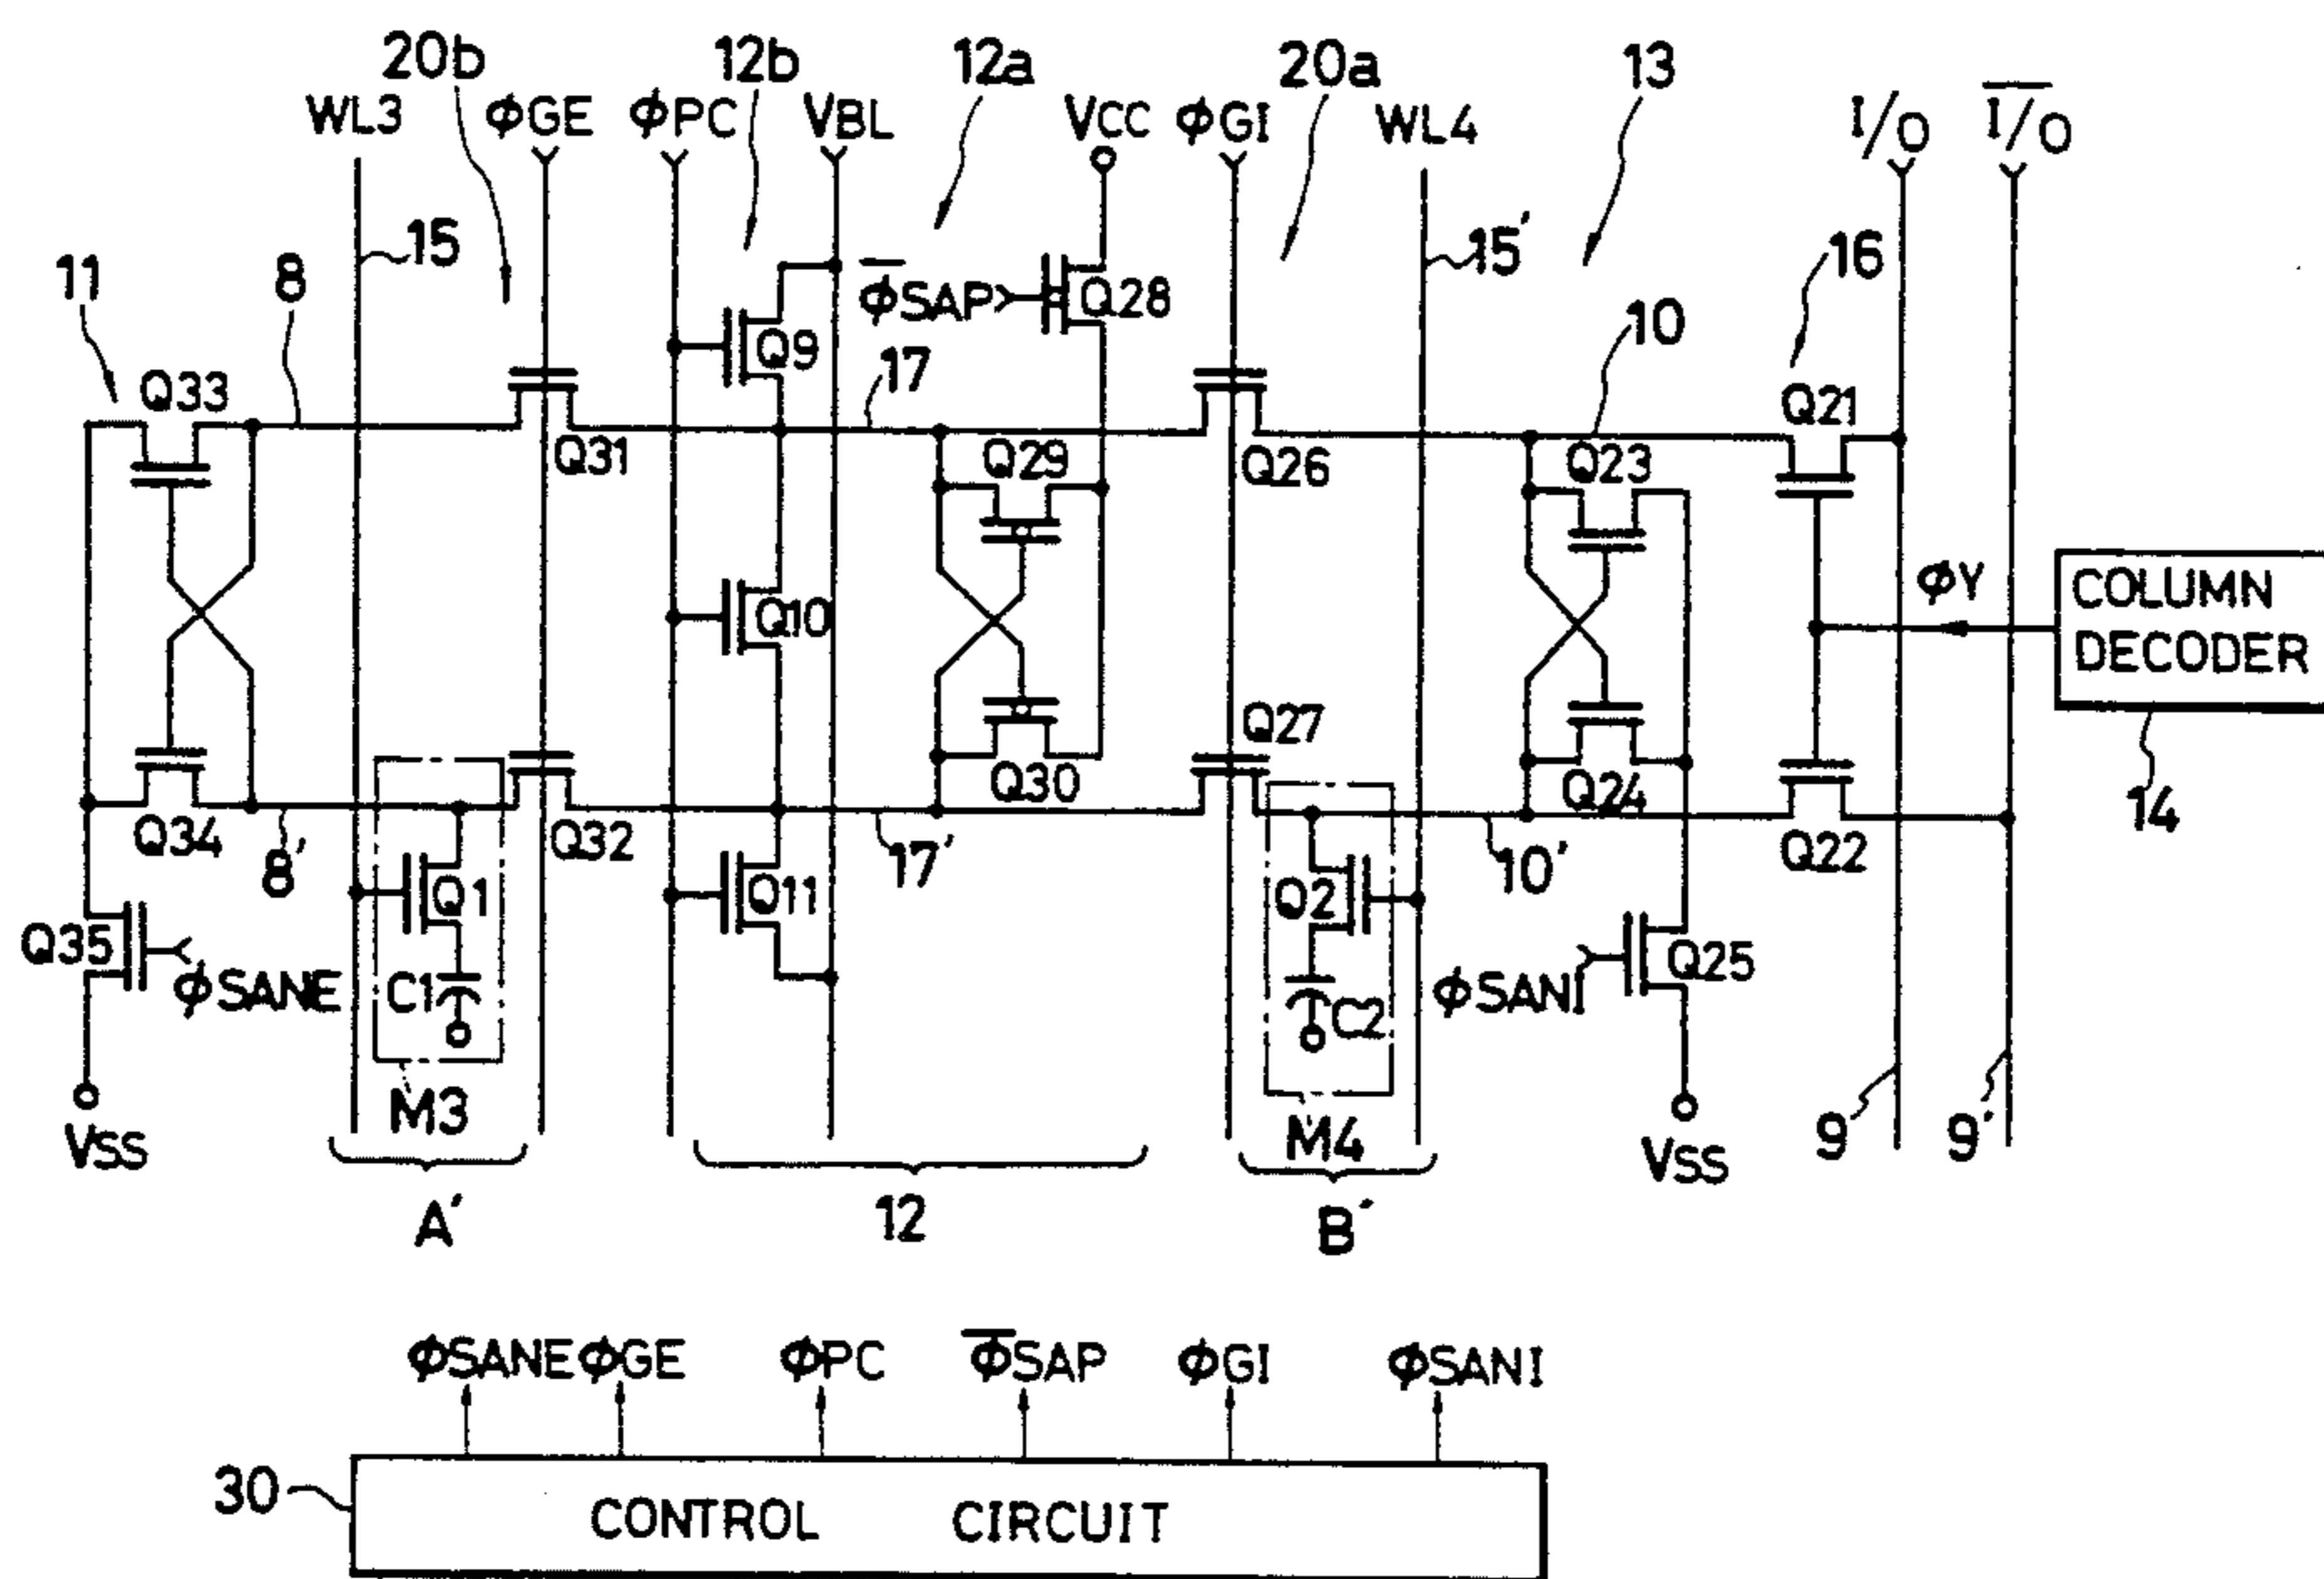 20b 12b 12a 20a 13
WL3 φGE φPC VBL VCC φGI WL4 I/O I/O
15 15'
11 8 φSAP Q28 16
Q33 Q9 17 10 Q21
Q31 Q29 Q26 Q23
φY COLUMN
DECODER
Q10
Q27
Q34 8' Q32 Q30 17' Q24 10' Q22 14
Q35 Q1 Q11 Q2 Q25
φSANE C1 C2 φSANI
VSS M3 M4 VSS 9 9'
A' 12 B'
φSANE φGE φPC φSAP φGI φSANI
30 CONTROL CIRCUIT